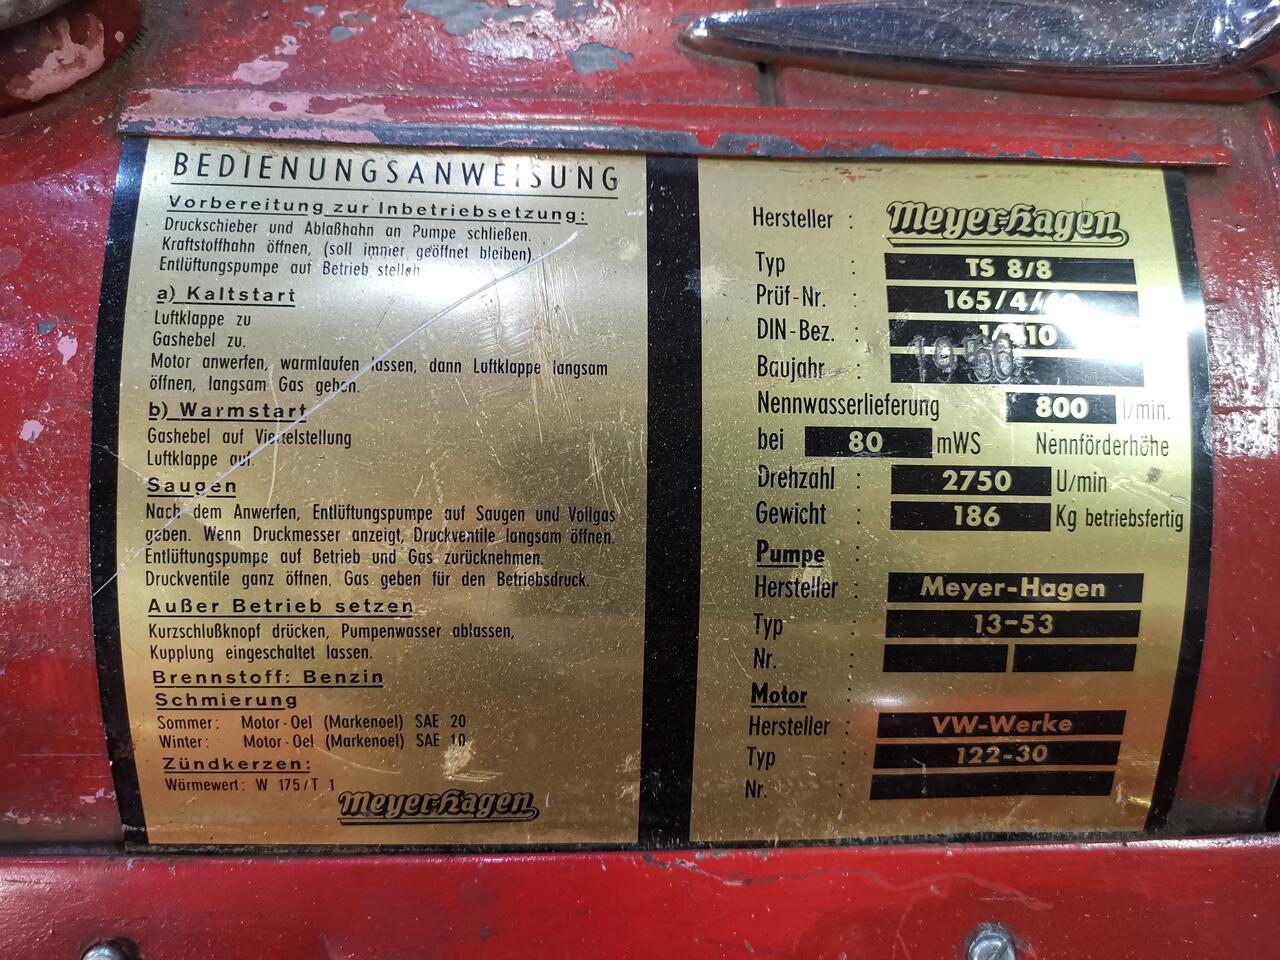 BEDIENUNGSANWEISUNG
Vorbereitung zur Inbetriebsetzung:
Druckschieber und Ablaßhahn an Pumpe schließen.
Kraftstoffhahn öffnen, (soll immer geöffnet bleiben).
Entlüftungspumpe auf Betrieb stellen
a) Kaltstart
Luftklappe zu
Gashebel zu.
Motor anwerfen, warmlaufen lassen, dann Luftklappe langsam
öffnen, langsam Gas geben.
b) Warmstart
Gashebel auf Viertelstellung
Luftklappe auf.
Saugen
Nach dem Anwerfen, Entlüftungspumpe auf Saugen und Vollgas
geben. Wenn Druckmesser anzeigt, Druckventile langsam öffnen.
Entlüftungspumpe auf Betrieb und Gas zurücknehmen.
Druckventile ganz öffnen, Gas geben für den Betriebsdruck.
Außer Betrieb setzen
Kurzschlußknopf drücken, Pumpenwasser ablassen,
Kupplung eingeschaltet lassen.
Brennstoff: Benzin
Schmierung
Sommer: Motor-Oel (Markenoel) SAE 20
Winter: Motor-Oel (Markenoel) SAE 10
Zündkerzen:
Wärmewert: W 175/T 1
Meyer-Hagen
Hersteller : Meyer-Hagen
Typ : TS 8/8
Prüf-Nr. : 165/4/
DIN-Bez. :
Baujahr :
Nennwasserlieferung 800 l/min.
bei 80 mWS Nennförderhöhe
Drehzahl : 2750 U/min
Gewicht : 186 Kg betriebsfertig
Pumpe :
Hersteller : Meyer-Hagen
Typ : 13-53
Nr. :
Motor :
Hersteller : VW-Werke
Typ : 122-30
Nr. :